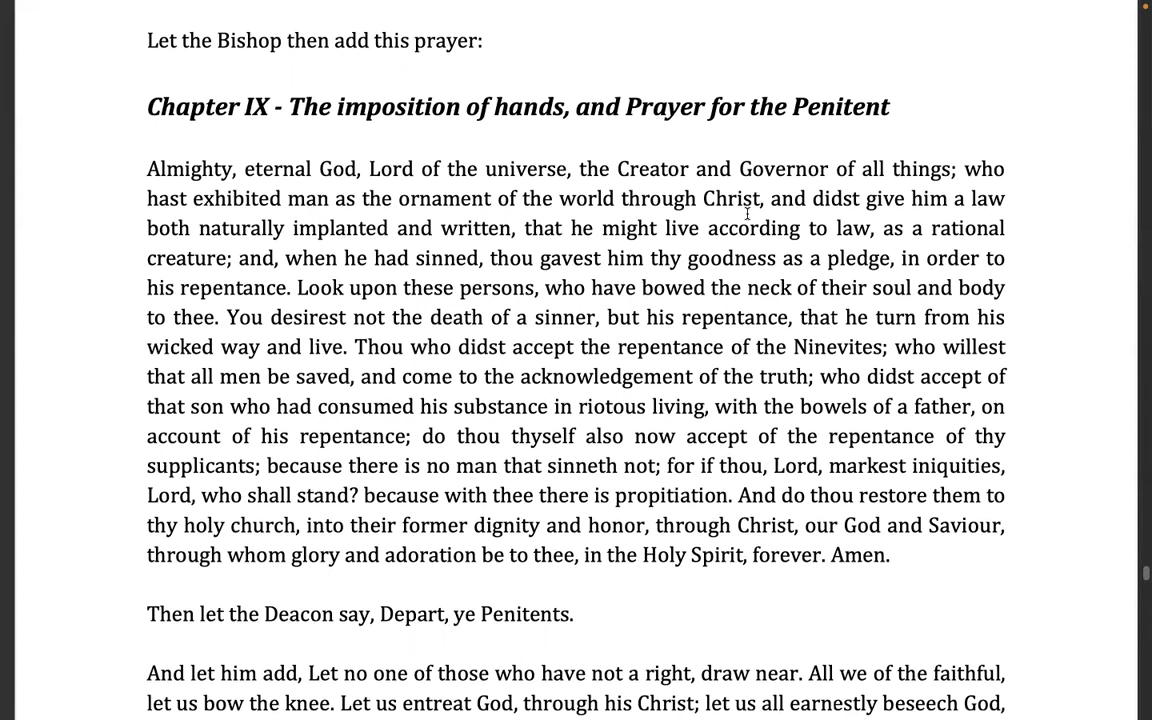 Let the Bishop then add this prayer:
Chapter IX - The imposition of hands, and Prayer for the Penitent
Almighty, eternal God, Lord of the universe, the Creator and Governor of all things; who
hast exhibited man as the ornament of the world through Christ, and didst give him a law
both naturally implanted and written, that he might live according to law, as a rational
creature; and, when he had sinned, thou gavest him thy goodness as a pledge, in order to
his repentance. Look upon these persons, who have bowed the neck of their soul and body
to thee. You desirest not the death of a sinner, but his repentance, that he turn from his
wicked way and live. Thou who didst accept the repentance of the Ninevites; who willest
that all men be saved, and come to the acknowledgement of the truth; who didst accept of
that son who had consumed his substance in riotous living, with the bowels of a father, on
account of his repentance; do thou thyself also now accept of the repentance of thy
supplicants; because there is no man that sinneth not; for if thou, Lord, markest iniquities,
Lord, who shall stand? because with thee there is propitiation. And do thou restore them to
thy holy church, into their former dignity and honor, through Christ, our God and Saviour,
through whom glory and adoration be to thee, in the Holy Spirit, forever. Amen.
Then let the Deacon say, Depart, ye Penitents.
And let him add, Let no one of those who have not a right, draw near. All we of the faithful,
let us bow the knee. Let us entreat God, through his Christ; let us all earnestly beseech God,